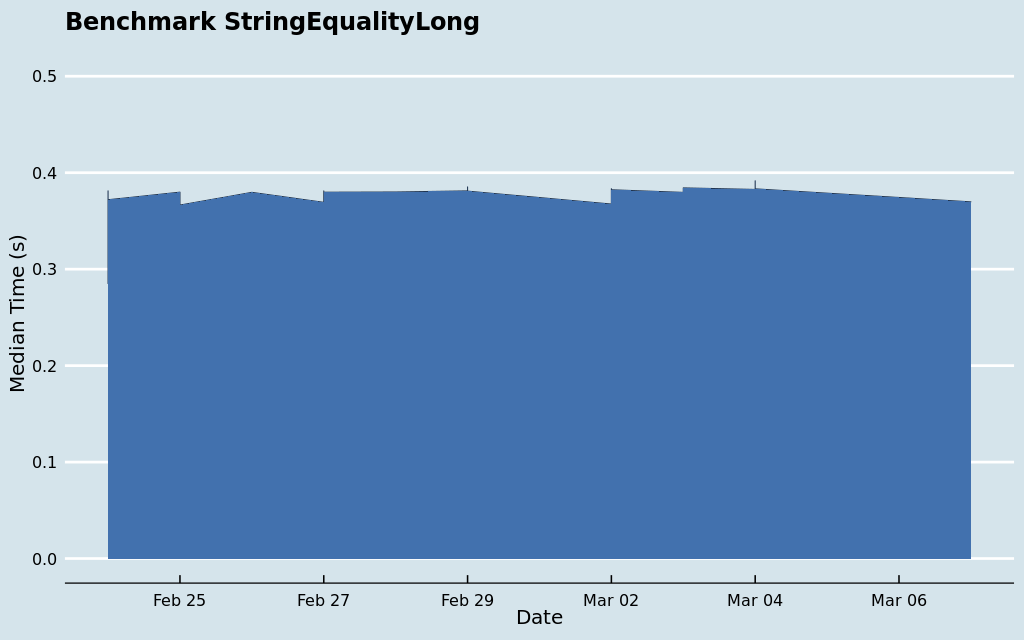 Benchmark StringEqualityLong
Median Time (s)
0.5
0.4
0.3
0.2
0.1
0.0
Feb 25
Feb 27
Feb 29
Mar 02
Mar 04
Mar 06
Date